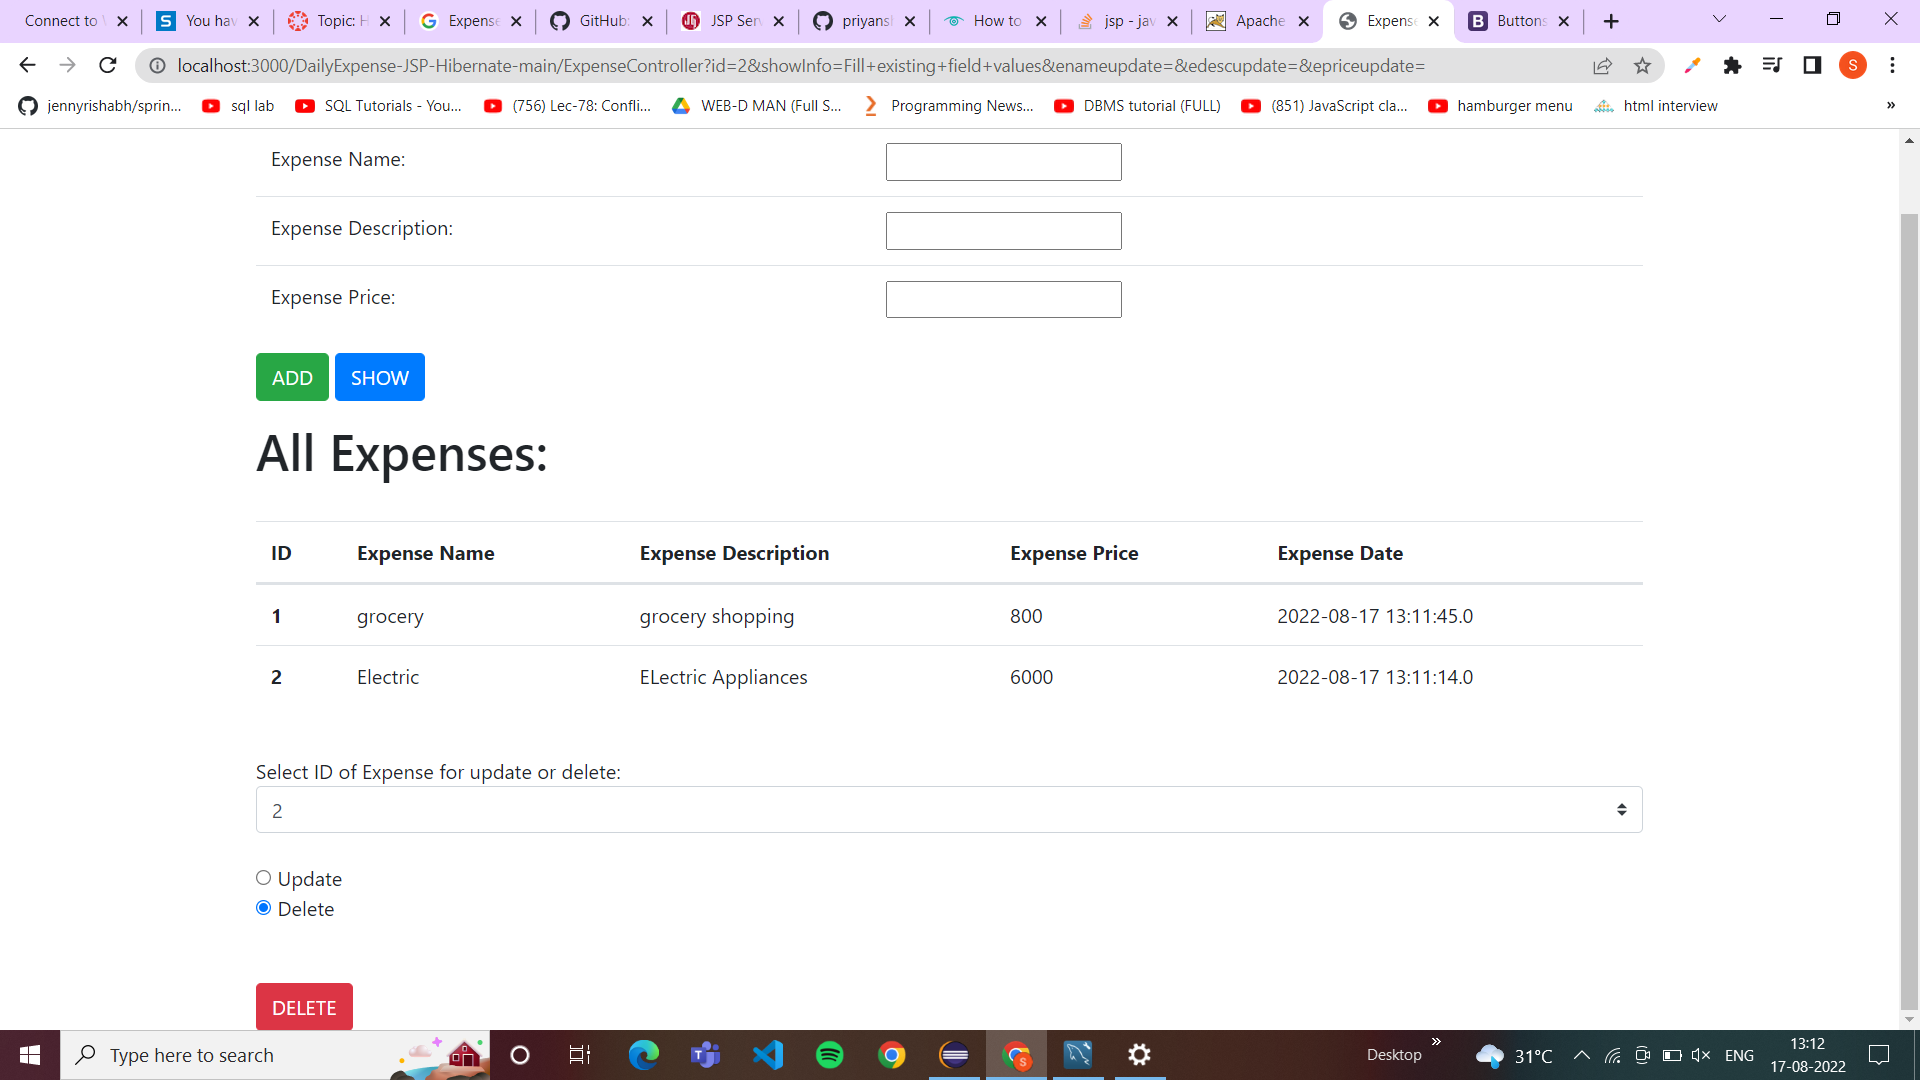 Connect to You hav Topic: H Expense GitHub: JSP Ser priyansh How to jsp - jav Apache Expense Buttons
localhost:3000/DailyExpense-JSP-Hibernate-main/ExpenseController?id=2&showInfo=Fill+existing+field+values&enameupdate=&edescupdate=&epriceupdate= S
jennyrishabh/sprin... sql lab SQL Tutorials - You... (756) Lec-78: Confli... WEB-D MAN (Full S... Programming News... DBMS tutorial (FULL) (851) JavaScript cla... hamburger menu html interview »
Expense Name:
Expense Description:
Expense Price:
ADD SHOW
All Expenses:
ID Expense Name Expense Description Expense Price Expense Date
1 grocery grocery shopping 800 2022-08-17 13:11:45.0
2 Electric ELectric Appliances 6000 2022-08-17 13:11:14.0
Select ID of Expense for update or delete:
2
Update
Delete
DELETE
Type here to search Desktop » 31°C ENG 13:12
17-08-2022